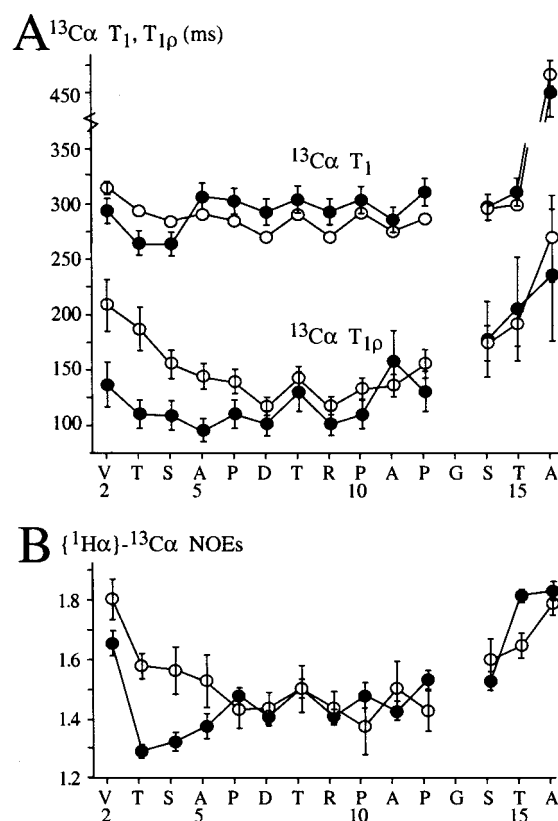 A ¹³Cα T₁, T₁ρ (ms)
450
350
300
250
200
150
100
¹³Cα T₁
¹³Cα T₁ρ
V T S A P D T R P A P G S T A
2 5 10 15
B {¹Hα}-¹³Cα NOEs
1.8
1.6
1.4
1.2
V T S A P D T R P A P G S T A
2 5 10 15